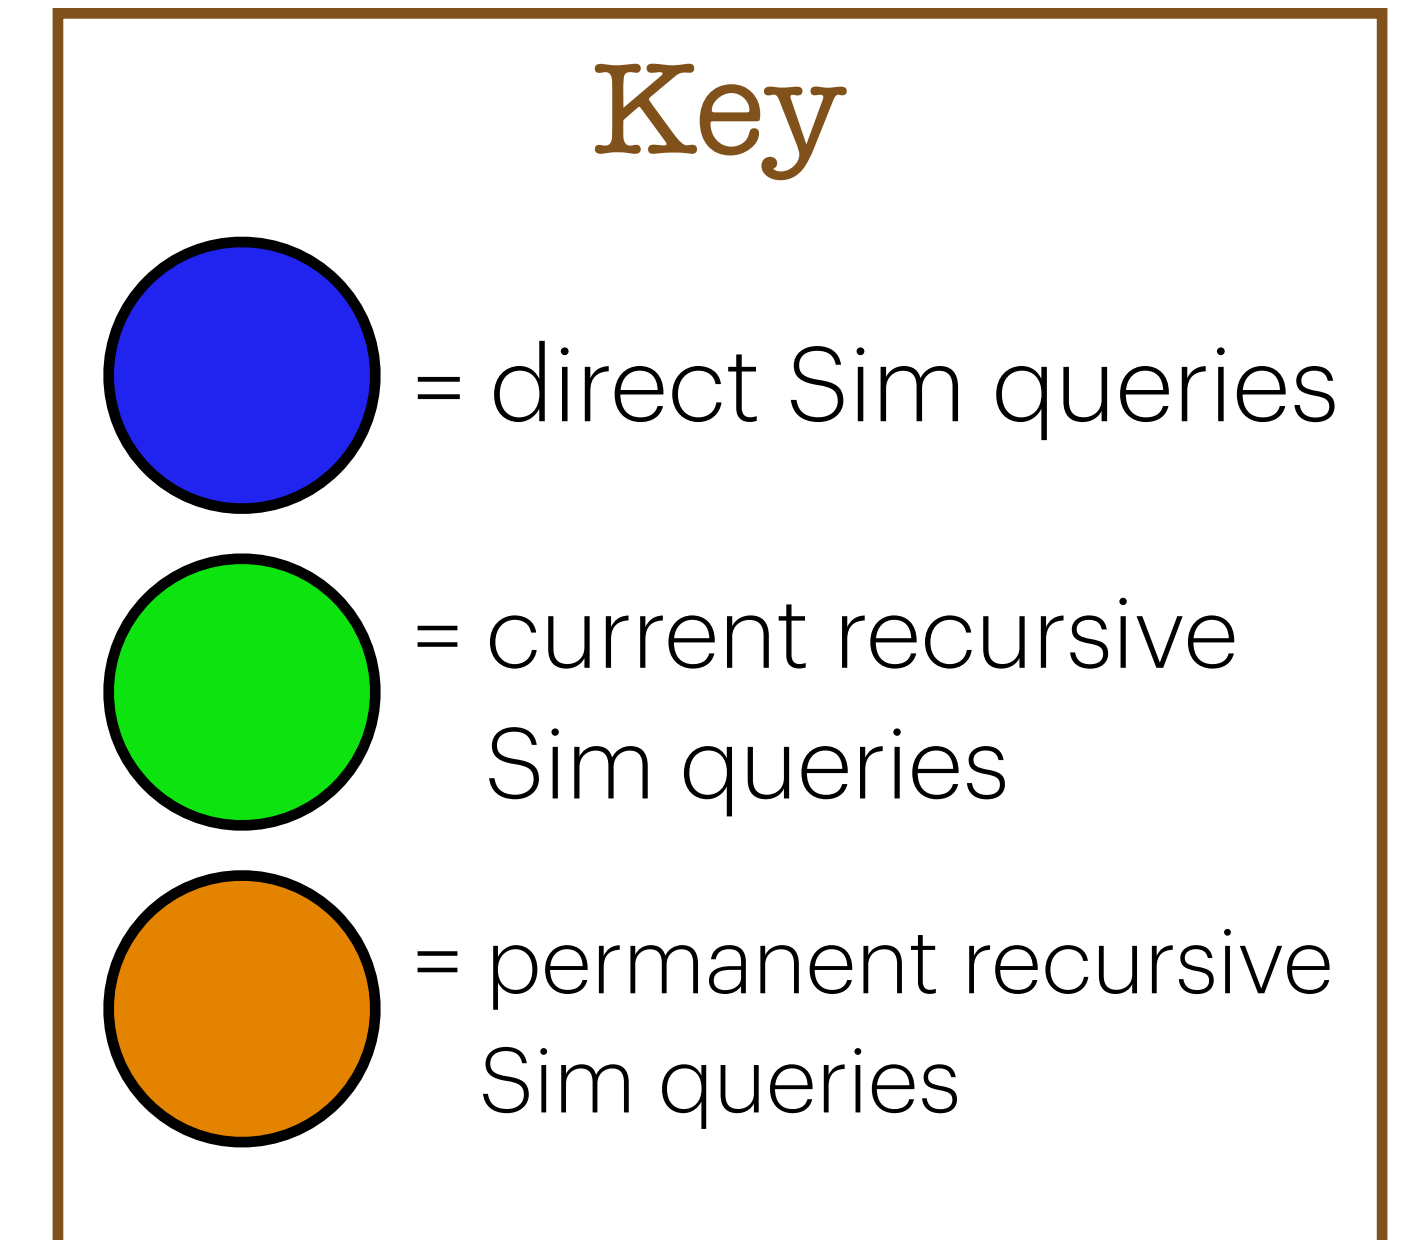 Key
= direct Sim queries
= current recursive
Sim queries
= permanent recursive
Sim queries